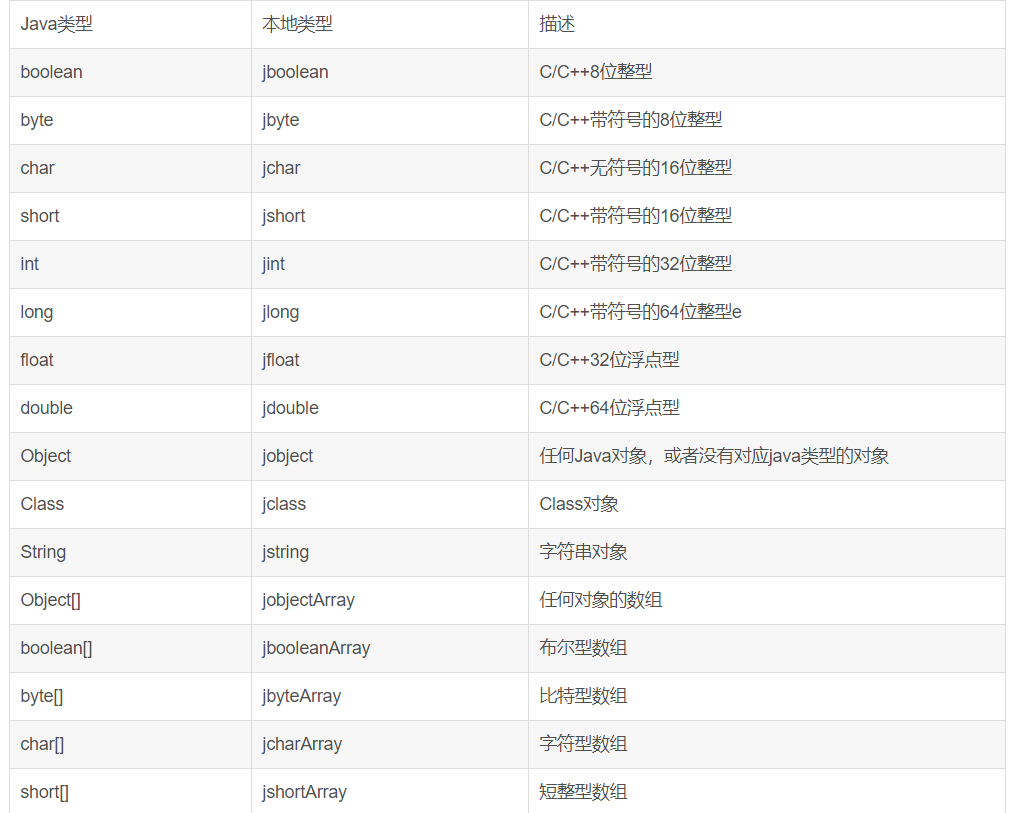 Java类型 本地类型 描述
boolean jboolean C/C++8位整型
byte jbyte C/C++带符号的8位整型
char jchar C/C++无符号的16位整型
short jshort C/C++带符号的16位整型
int jint C/C++带符号的32位整型
long jlong C/C++带符号的64位整型e
float jfloat C/C++32位浮点型
double jdouble C/C++64位浮点型
Object jobject 任何Java对象，或者没有对应java类型的对象
Class jclass Class对象
String jstring 字符串对象
Object[] jobjectArray 任何对象的数组
boolean[] jbooleanArray 布尔型数组
byte[] jbyteArray 比特型数组
char[] jcharArray 字符型数组
short[] jshortArray 短整型数组